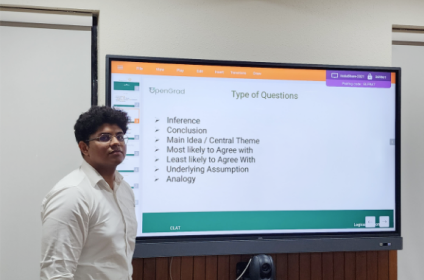 OpenGrad
Type of Questions
Inference
Conclusion
Main Idea / Central Theme
Most likely to Agree with
Least likely to Agree With
Underlying Assumption
Analogy
CLAT